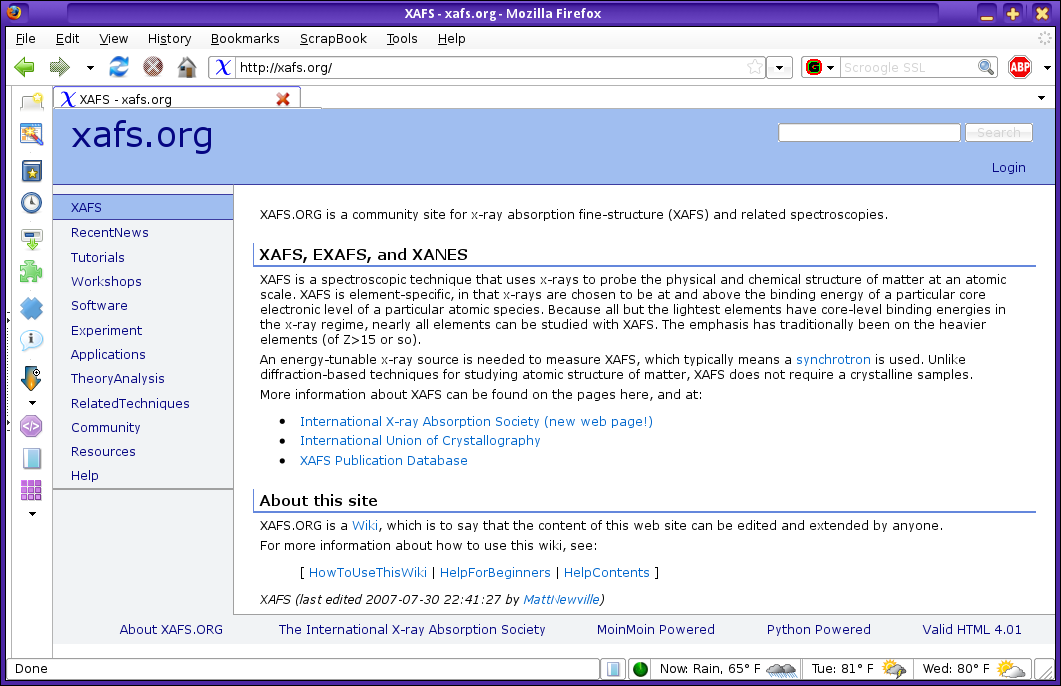 XAFS - xafs.org - Mozilla Firefox
File Edit View History Bookmarks ScrapBook Tools Help
X http://xafs.org/ G Scroogle SSL ABP
X XAFS - xafs.org
xafs.org
Search
Login
XAFS
RecentNews
Tutorials
Workshops
Software
Experiment
Applications
TheoryAnalysis
RelatedTechniques
Community
Resources
Help
XAFS.ORG is a community site for x-ray absorption fine-structure (XAFS) and related spectroscopies.
XAFS, EXAFS, and XANES
XAFS is a spectroscopic technique that uses x-rays to probe the physical and chemical structure of matter at an atomic
scale. XAFS is element-specific, in that x-rays are chosen to be at and above the binding energy of a particular core
electronic level of a particular atomic species. Because all but the lightest elements have core-level binding energies in
the x-ray regime, nearly all elements can be studied with XAFS. The emphasis has traditionally been on the heavier
elements (of Z>15 or so).
An energy-tunable x-ray source is needed to measure XAFS, which typically means a synchrotron is used. Unlike
diffraction-based techniques for studying atomic structure of matter, XAFS does not require a crystalline samples.
More information about XAFS can be found on the pages here, and at:
• International X-ray Absorption Society (new web page!)
• International Union of Crystallography
• XAFS Publication Database
About this site
XAFS.ORG is a Wiki, which is to say that the content of this web site can be edited and extended by anyone.
For more information about how to use this wiki, see:
[ HowToUseThisWiki | HelpForBeginners | HelpContents ]
XAFS (last edited 2007-07-30 22:41:27 by MattNewville)
About XAFS.ORG The International X-ray Absorption Society MoinMoin Powered Python Powered Valid HTML 4.01
Done Now: Rain, 65° F Tue: 81° F Wed: 80° F